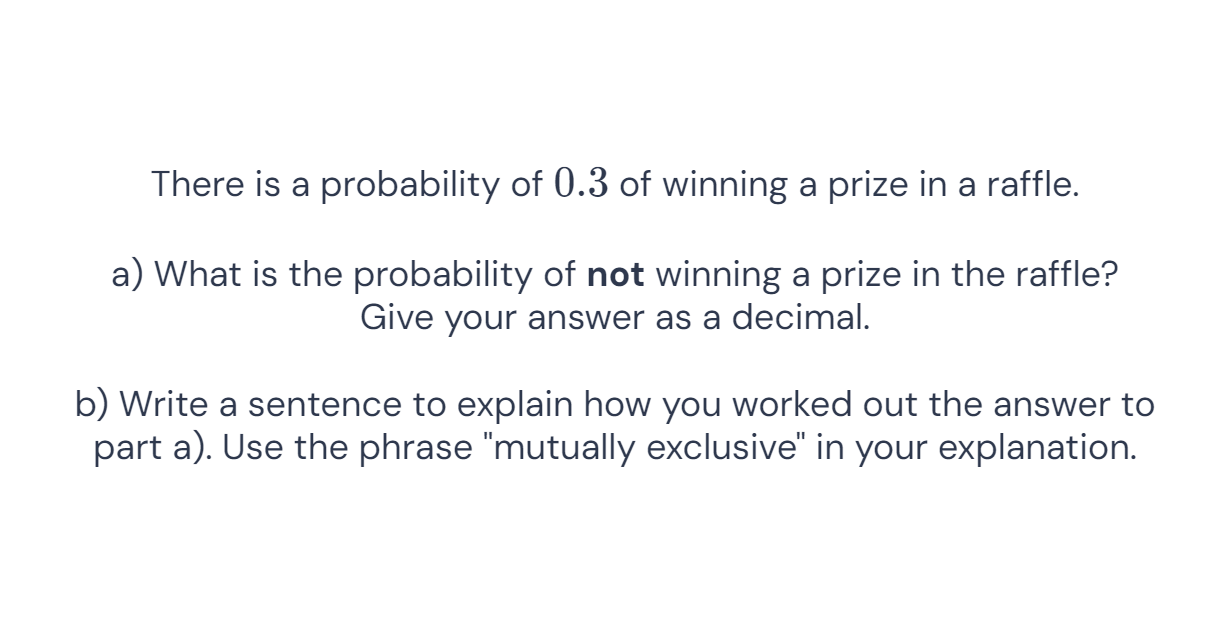 There is a probability of 0.3 of winning a prize in a raffle.
a) What is the probability of not winning a prize in the raffle?
Give your answer as a decimal.
b) Write a sentence to explain how you worked out the answer to
part a). Use the phrase "mutually exclusive" in your explanation.